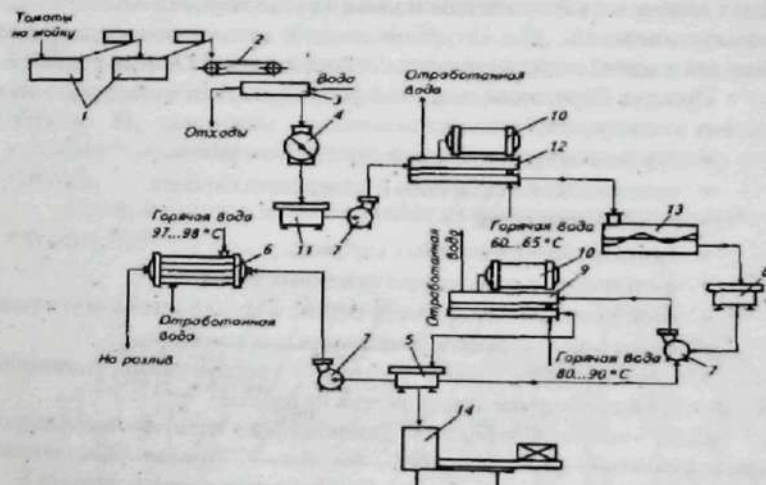 Томаты
на мойку
1
2
Вода
3
4
Отходы
Отработанная
вода
10
12
11
7
Горячая вода
97...98 °С
6
Отработанная
вода
На розлив
Горячая вода
60...65 °С
13
Отработанная
вода
10
9
8
7
Горячая вода
80...90 °С
7
5
14